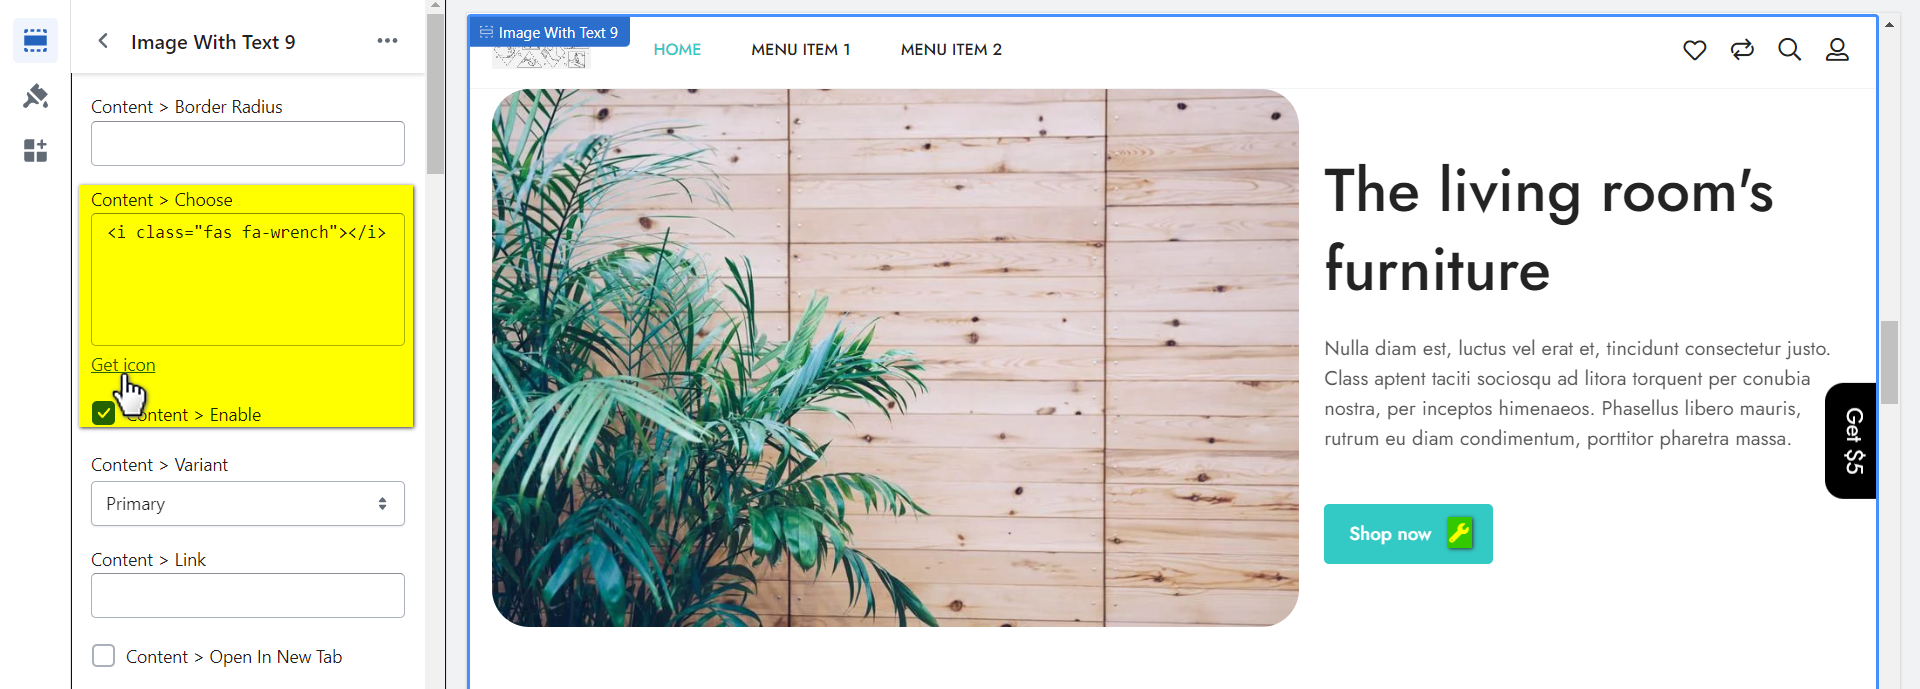 Image With Text 9
Content > Border Radius
Content > Choose
<i class="fas fa-wrench"></i>
Get icon
Content > Enable
Content > Variant
Primary
Content > Link
Content > Open In New Tab
Image With Text 9
HOME MENU ITEM 1 MENU ITEM 2
The living room's
furniture
Nulla diam est, luctus vel erat et, tincidunt consectetur justo.
Class aptent taciti sociosqu ad litora torquent per conubia
nostra, per inceptos himenaeos. Phasellus libero mauris,
rutrum eu diam condimentum, porttitor pharetra massa.
Shop now
Get $5